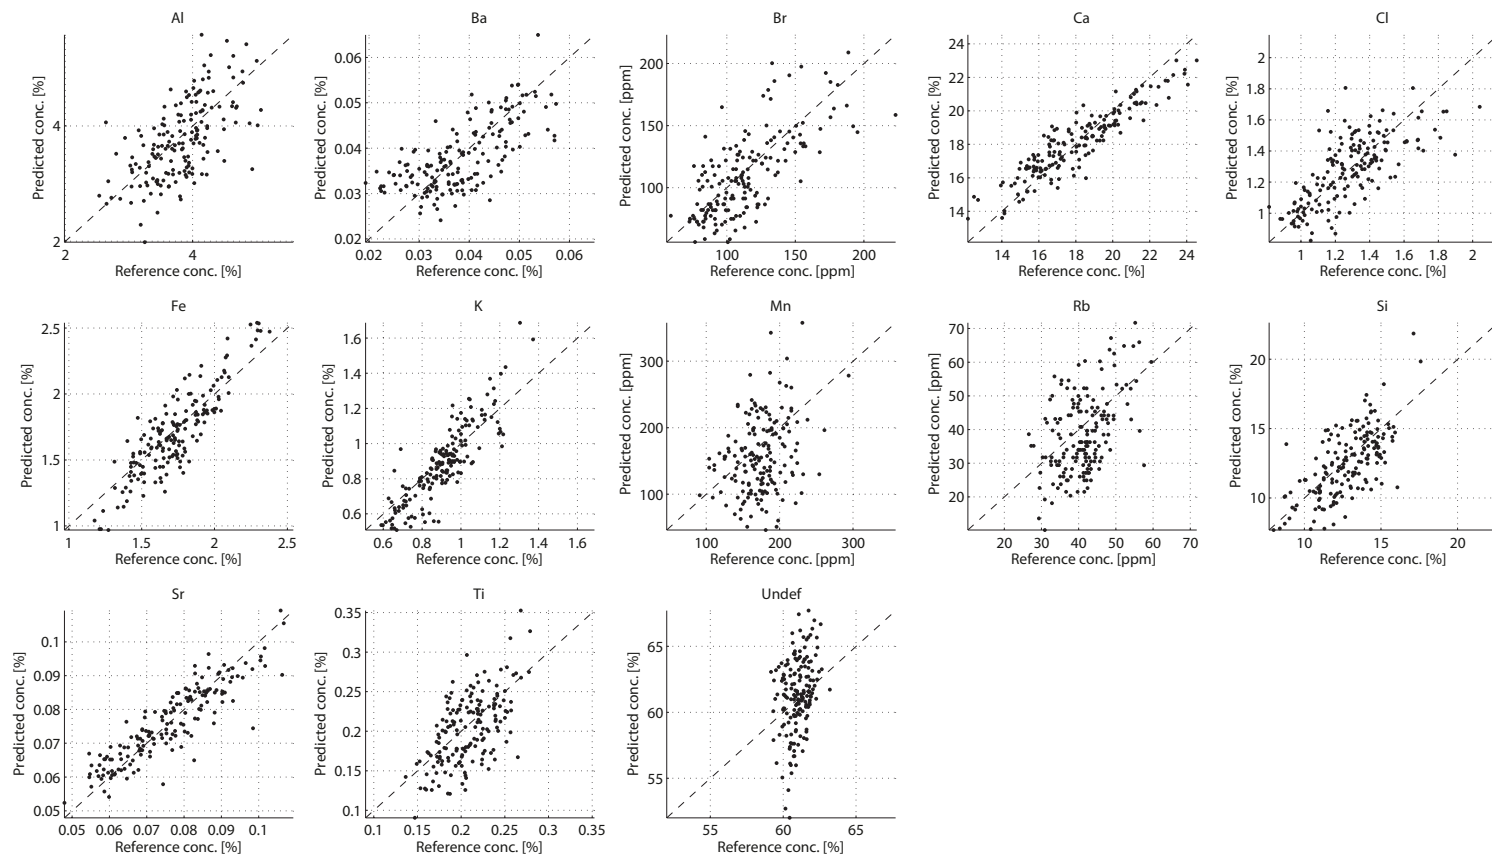 Al
Predicted conc. [%]
4
2
2 4
Reference conc. [%]
Ba
Predicted conc. [%]
0.06
0.05
0.04
0.03
0.02
0.02 0.03 0.04 0.05 0.06
Reference conc. [%]
Br
Predicted conc. [ppm]
200
150
100
100 150 200
Reference conc. [ppm]
Ca
Predicted conc. [%]
24
22
20
18
16
14
14 16 18 20 22 24
Reference conc. [%]
Cl
Predicted conc. [%]
2
1.8
1.6
1.4
1.2
1
1 1.2 1.4 1.6 1.8 2
Reference conc. [%]
Fe
Predicted conc. [%]
2.5
2
1.5
1
1 1.5 2 2.5
Reference conc. [%]
K
Predicted conc. [%]
1.6
1.4
1.2
1
0.8
0.6
0.6 0.8 1 1.2 1.4 1.6
Reference conc. [%]
Mn
Predicted conc. [ppm]
300
200
100
100 200 300
Reference conc. [ppm]
Rb
Predicted conc. [ppm]
70
60
50
40
30
20
20 30 40 50 60 70
Reference conc. [ppm]
Si
Predicted conc. [%]
20
15
10
10 15 20
Reference conc. [%]
Sr
Predicted conc. [%]
0.1
0.09
0.08
0.07
0.06
0.05
0.05 0.06 0.07 0.08 0.09 0.1
Reference conc. [%]
Ti
Predicted conc. [%]
0.35
0.3
0.25
0.2
0.15
0.1
0.1 0.15 0.2 0.25 0.3 0.35
Reference conc. [%]
Undef
Predicted conc. [%]
65
60
55
55 60 65
Reference conc. [%]